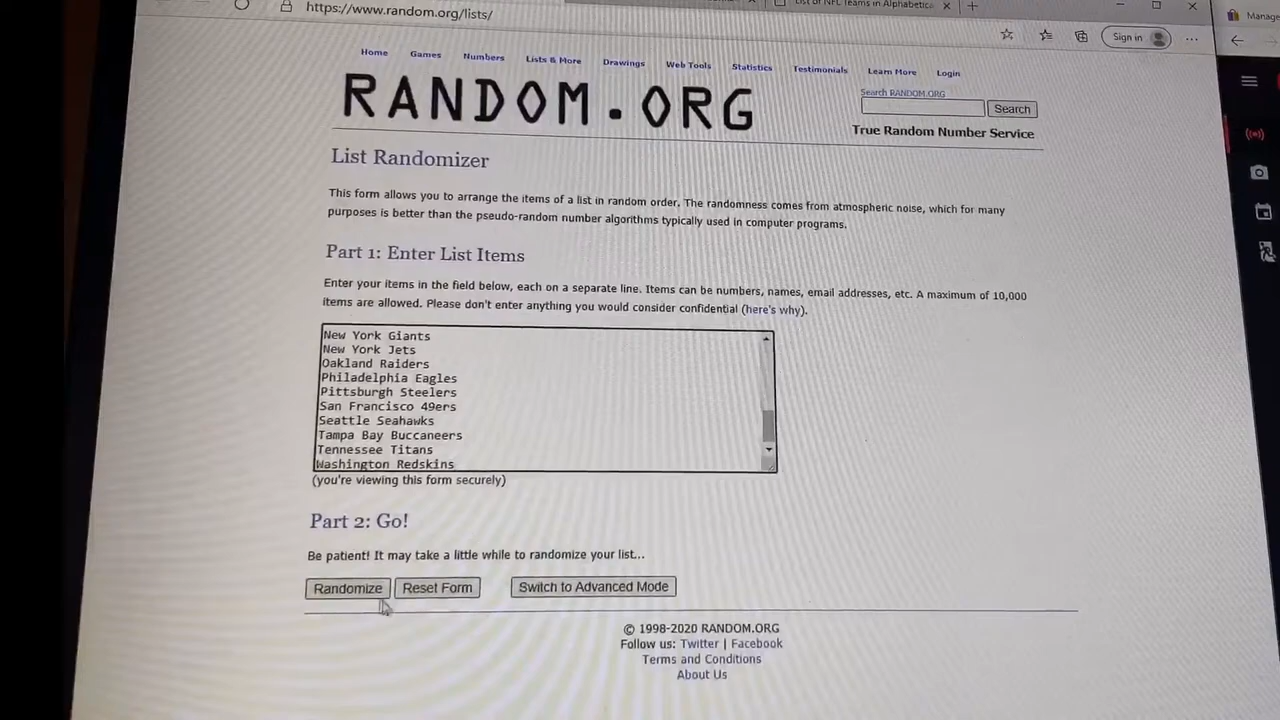 https://www.random.org/lists/
List of NFL Teams in Alphabetica
Sign in
Manage
Home Games Numbers Lists & More Drawings Web Tools Statistics Testimonials Learn More Login
RANDOM.ORG
Search RANDOM.ORG
Search
True Random Number Service
List Randomizer
This form allows you to arrange the items of a list in random order. The randomness comes from atmospheric noise, which for many
purposes is better than the pseudo-random number algorithms typically used in computer programs.
Part 1: Enter List Items
Enter your items in the field below, each on a separate line. Items can be numbers, names, email addresses, etc. A maximum of 10,000
items are allowed. Please don't enter anything you would consider confidential (here's why).
New York Giants
New York Jets
Oakland Raiders
Philadelphia Eagles
Pittsburgh Steelers
San Francisco 49ers
Seattle Seahawks
Tampa Bay Buccaneers
Tennessee Titans
Washington Redskins
(you're viewing this form securely)
Part 2: Go!
Be patient! It may take a little while to randomize your list...
Randomize Reset Form Switch to Advanced Mode
© 1998-2020 RANDOM.ORG
Follow us: Twitter | Facebook
Terms and Conditions
About Us